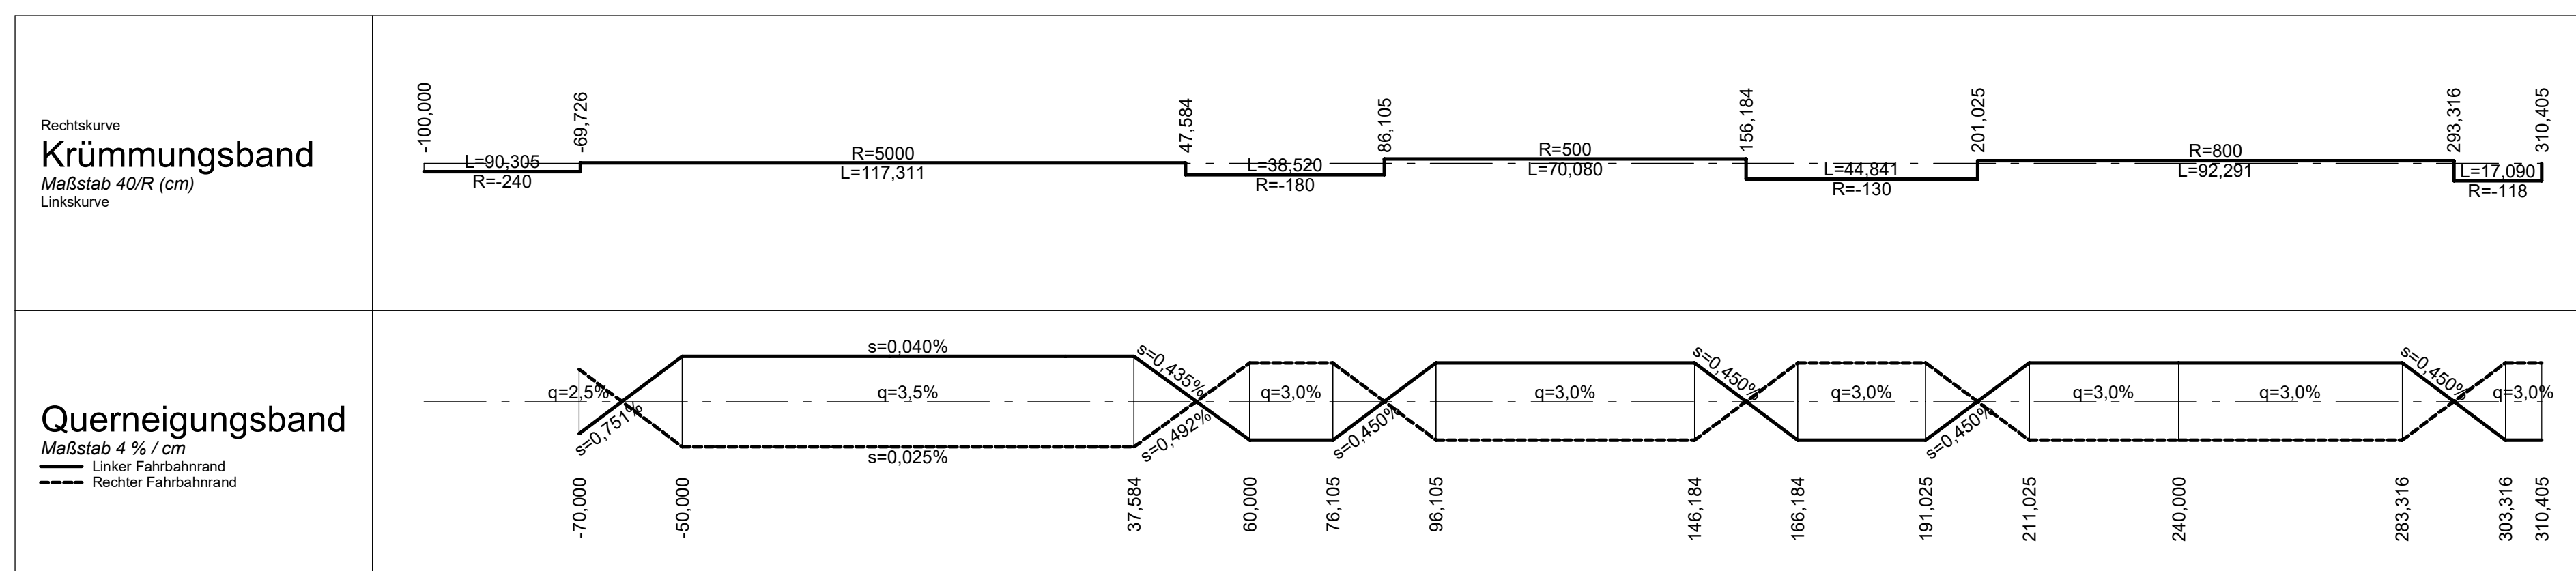 Rechtskurve
Krümmungsband
Maßstab 40/R (cm)
Linkskurve
-100,000
-69,726
47,584
86,105
156,184
201,025
293,316
310,405
L=90,305
R=-240
R=5000
L=117,311
L=38,520
R=-180
R=500
L=70,080
L=44,841
R=-130
R=800
L=92,291
L=17,090
R=-118
Querneigungsband
Maßstab 4 % / cm
Linker Fahrbahnrand
Rechter Fahrbahnrand
q=2,5%
s=0,751%
s=0,040%
q=3,5%
s=0,025%
s=0,435%
s=0,492%
q=3,0%
s=0,450%
q=3,0%
s=0,450%
q=3,0%
s=0,450%
q=3,0%
q=3,0%
s=0,450%
q=3,0%
-70,000
-50,000
37,584
60,000
76,105
96,105
146,184
166,184
191,025
211,025
240,000
283,316
303,316
310,405